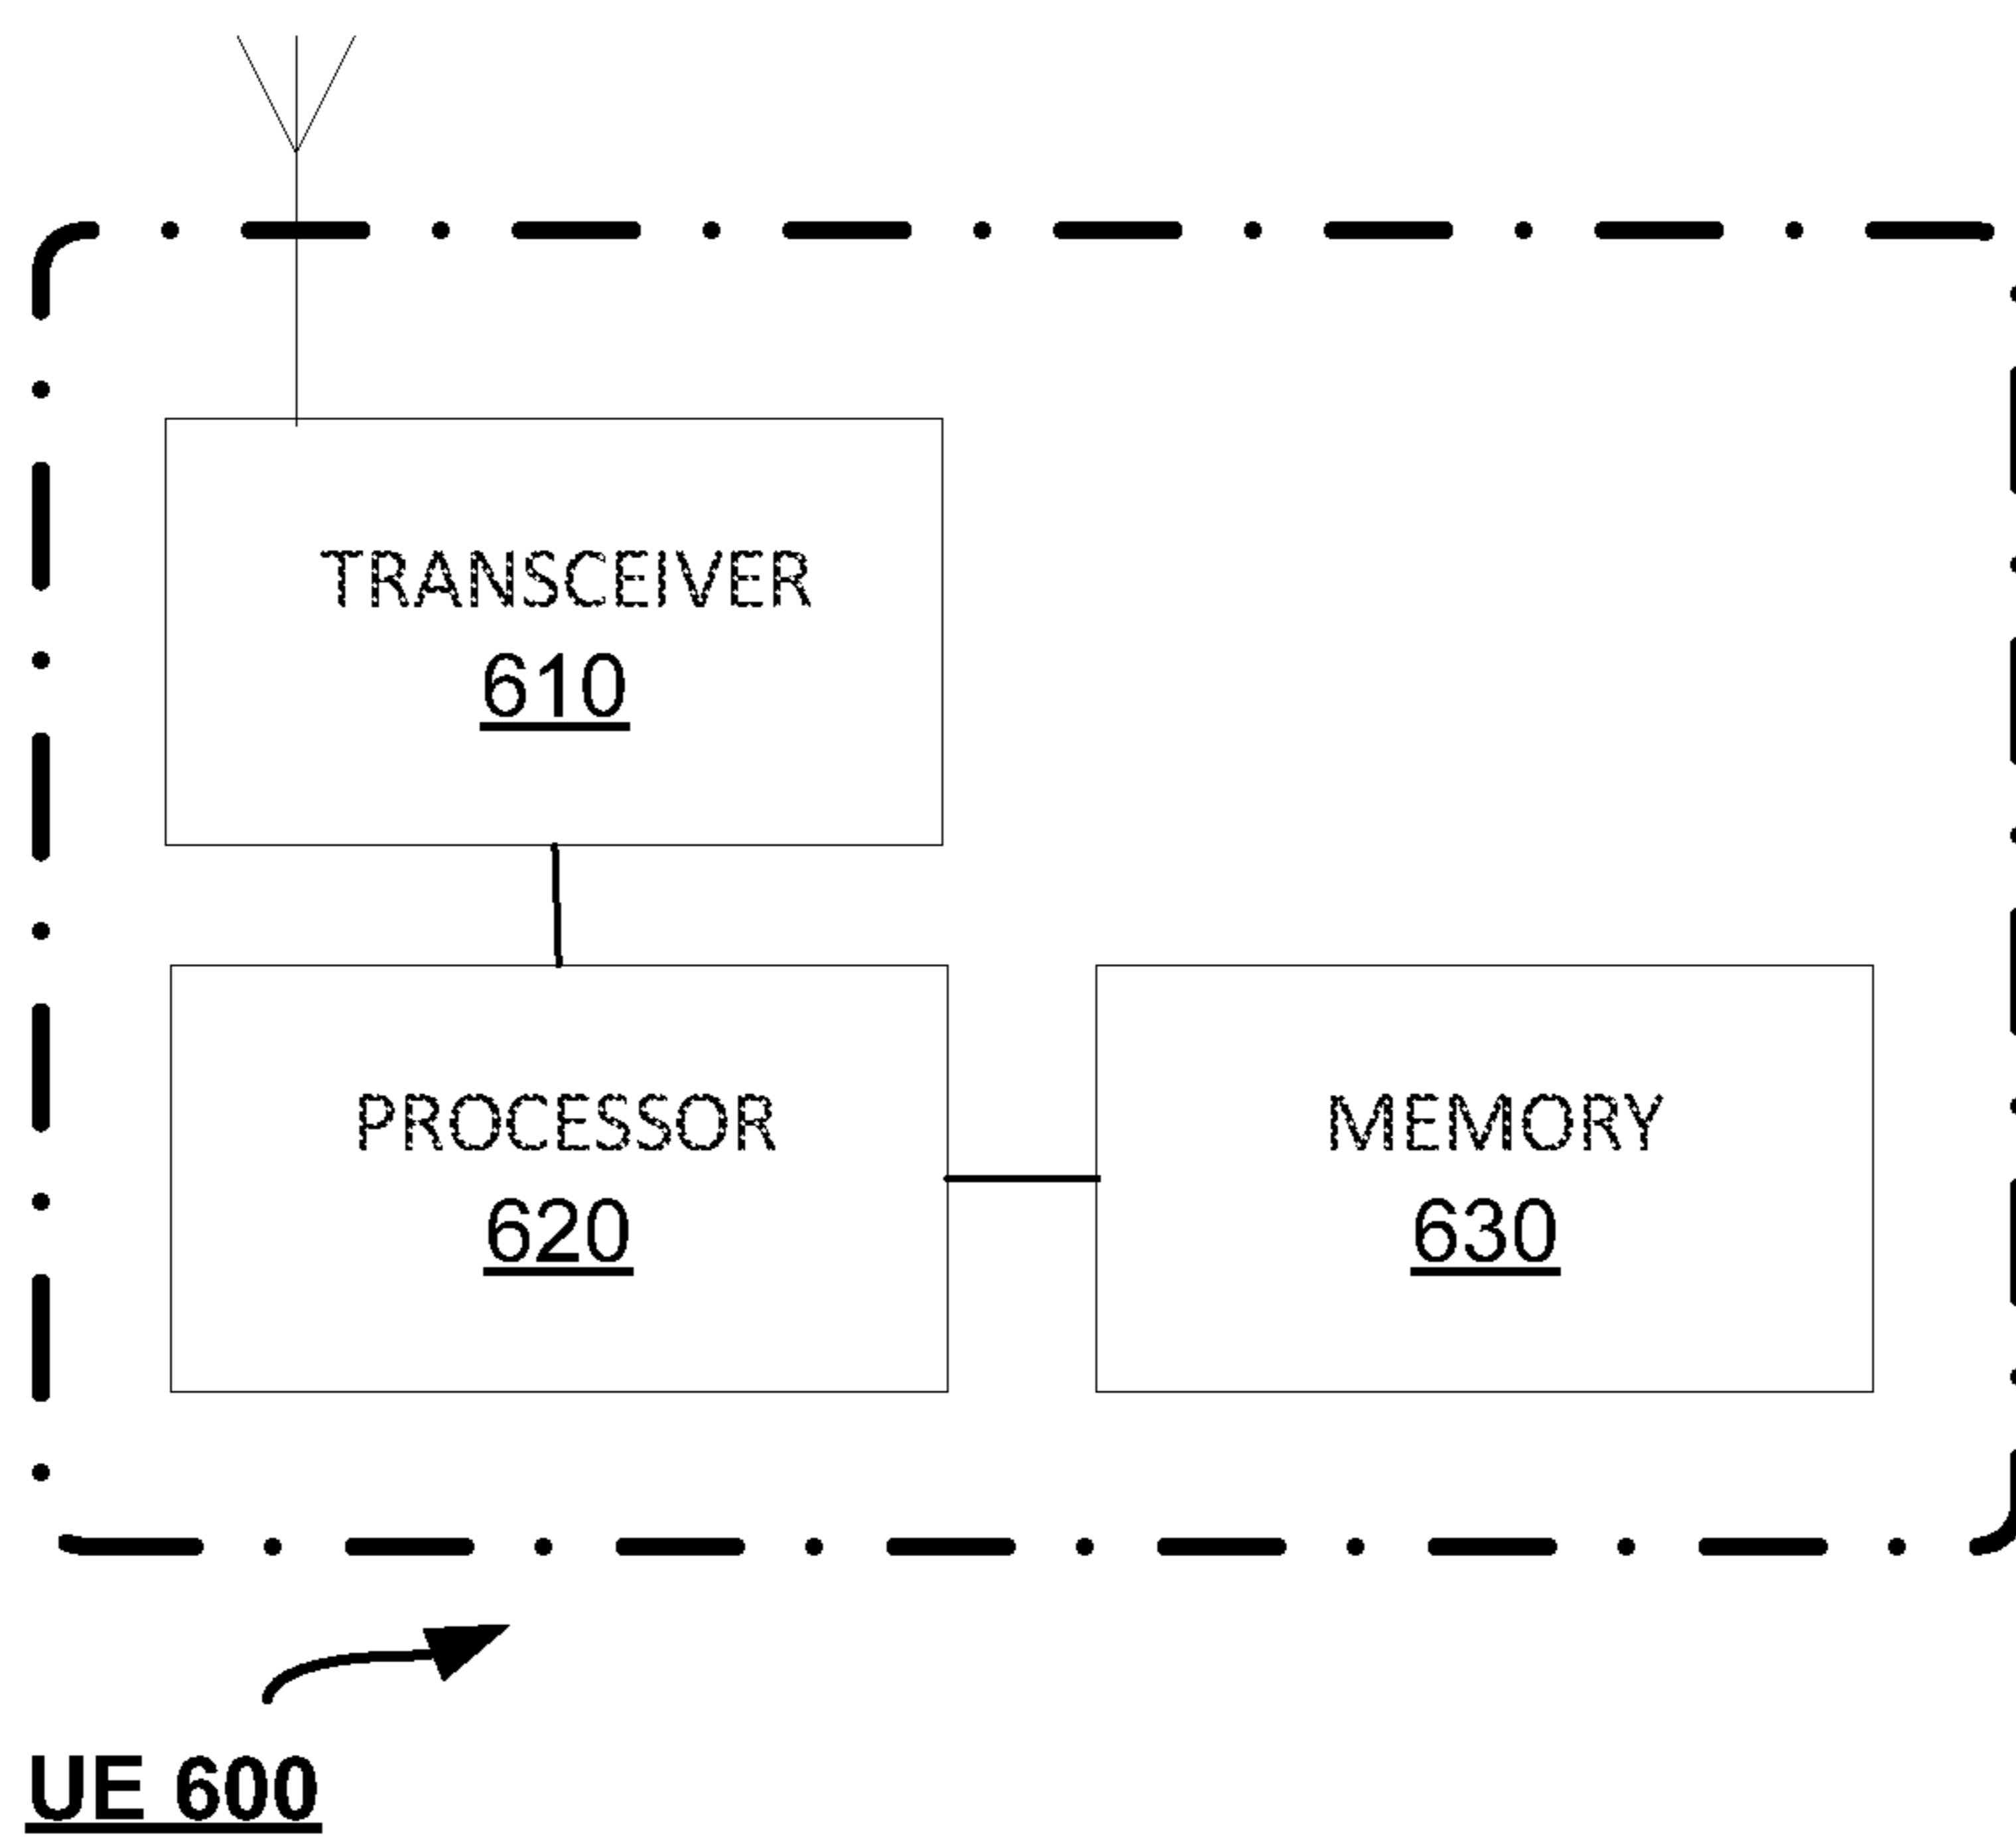 TRANSCEIVER
610
PROCESSOR
620
MEMORY
630
UE 600